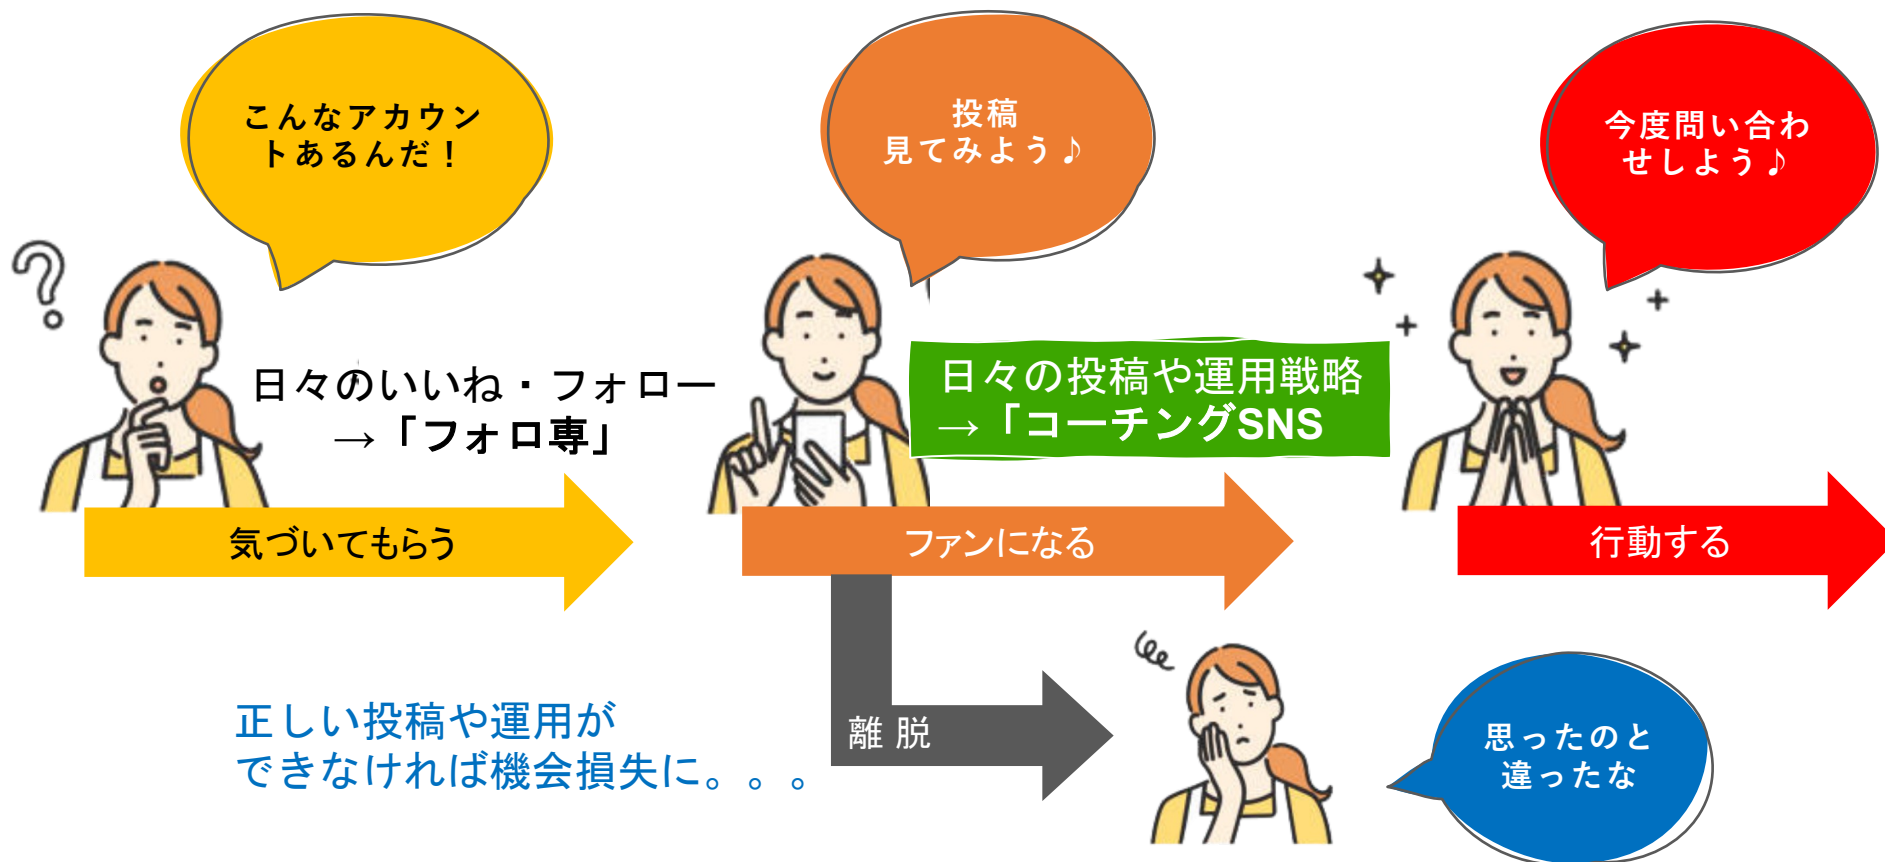 こんなアカウン
トあるんだ！
投稿
見てみよう♪
今度問い合わ
せしよう♪
日々のいいね・フォロー
→「フォロ専」
日々の投稿や運用戦略
→「コーチングSNS
気づいてもらう
ファンになる
行動する
離 脱
正しい投稿や運用が
できなければ機会損失に。。。
思ったのと
違ったな